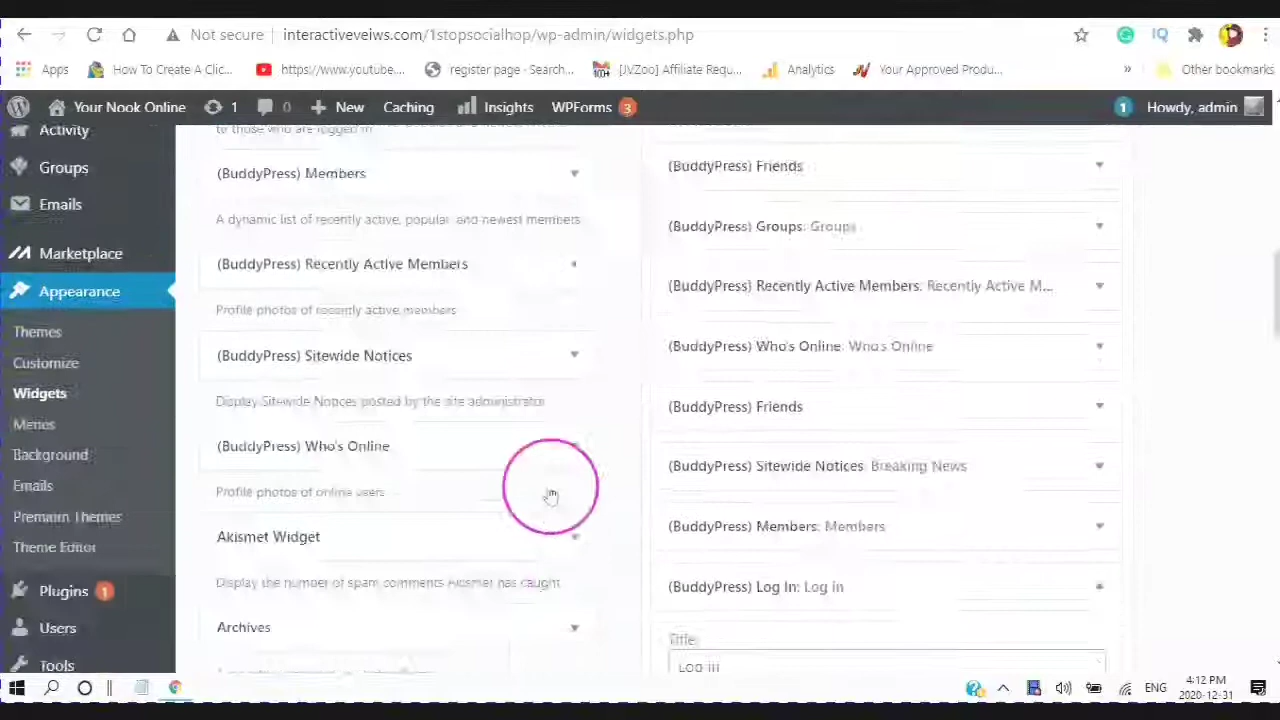 Not secure
interactiveveiws.com/1stopsocialhop/wp-admin/widgets.php
Apps
How To Create A Clic...
https://www.youtube....
register page - Search...
[JVZoo] Affiliate Requ...
Analytics
Your Approved Produ...
»
Other bookmarks
Your Nook Online
1
0
New
Caching
Insights
WPForms
3
1
Howdy, admin
Activity
Groups
Emails
Marketplace
Appearance
Themes
Customize
Widgets
Menus
Background
Emails
Premium Themes
Theme Editor
Plugins 1
Users
Tools
to those who are logged in
(BuddyPress) Members
A dynamic list of recently active, popular, and newest members
(BuddyPress) Recently Active Members
Profile photos of recently active members
(BuddyPress) Sitewide Notices
Display Sitewide Notices posted by the site administrator
(BuddyPress) Who's Online
Profile photos of online users
Akismet Widget
Display the number of spam comments Akismet has caught
Archives
(BuddyPress) Friends
(BuddyPress) Groups: Groups
(BuddyPress) Recently Active Members: Recently Active M...
(BuddyPress) Who's Online: Who's Online
(BuddyPress) Friends
(BuddyPress) Sitewide Notices: Breaking News
(BuddyPress) Members: Members
(BuddyPress) Log In: Log in
Title:
Log in
ENG
4:12 PM
2020-12-31